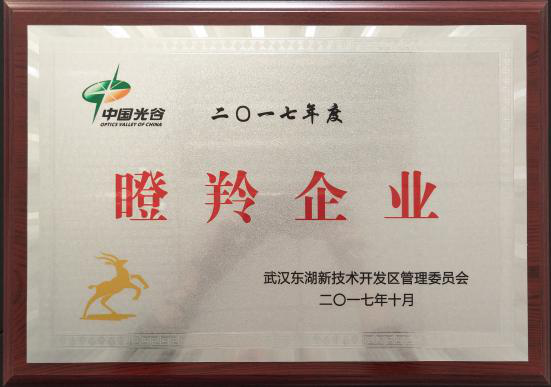 中国光谷
OPTICS VALLEY OF CHINA
二〇一七年度
瞪羚企业
武汉东湖新技术开发区管理委员会
二〇一七年十月